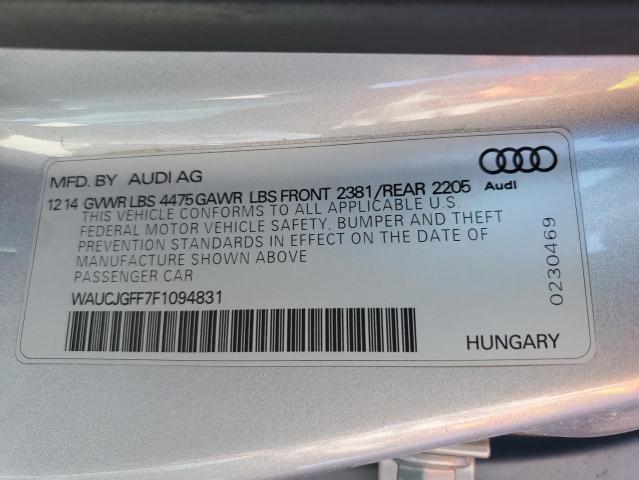 MFD. BY AUDI AG
12 14 GVWR LBS 4475 GAWR LBS FRONT 2381/REAR 2205
Audi
THIS VEHICLE CONFORMS TO ALL APPLICABLE U.S.
FEDERAL MOTOR VEHICLE SAFETY, BUMPER AND THEFT
PREVENTION STANDARDS IN EFFECT ON THE DATE OF
MANUFACTURE SHOWN ABOVE
PASSENGER CAR
WAUCJGFF7F1094831
0230469
HUNGARY